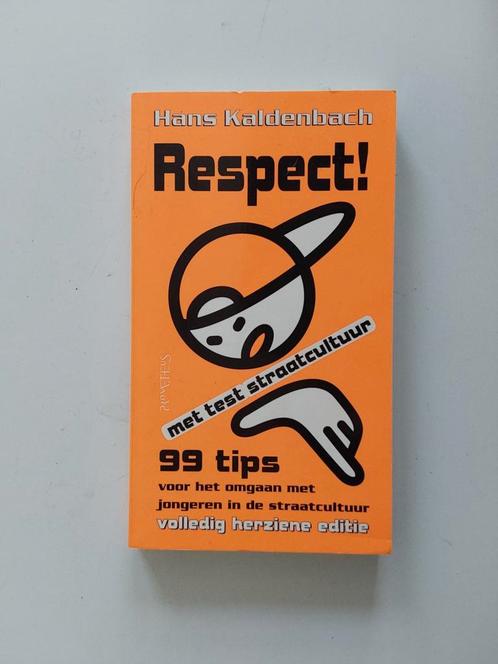 Hans Kaldenbach
Respect!
met test straatcultuur
PROMETHEUS
99 tips
voor het omgaan met
jongeren in de straatcultuur
volledig herziene editie